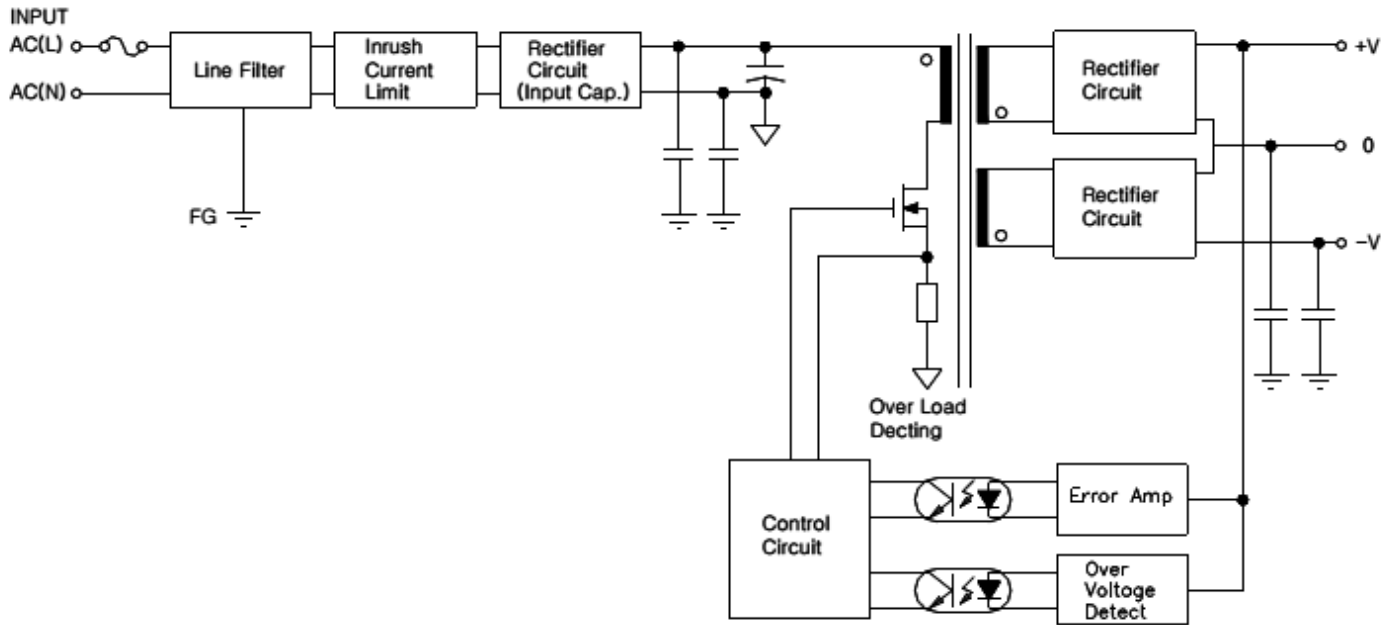 INPUT
AC(L)
AC(N)
Line Filter
Inrush
Current
Limit
Rectifier
Circuit
(Input Cap.)
FG
Rectifier
Circuit
Rectifier
Circuit
+V
0
-V
Over Load
Decting
Control
Circuit
Error Amp
Over
Voltoge
Detect